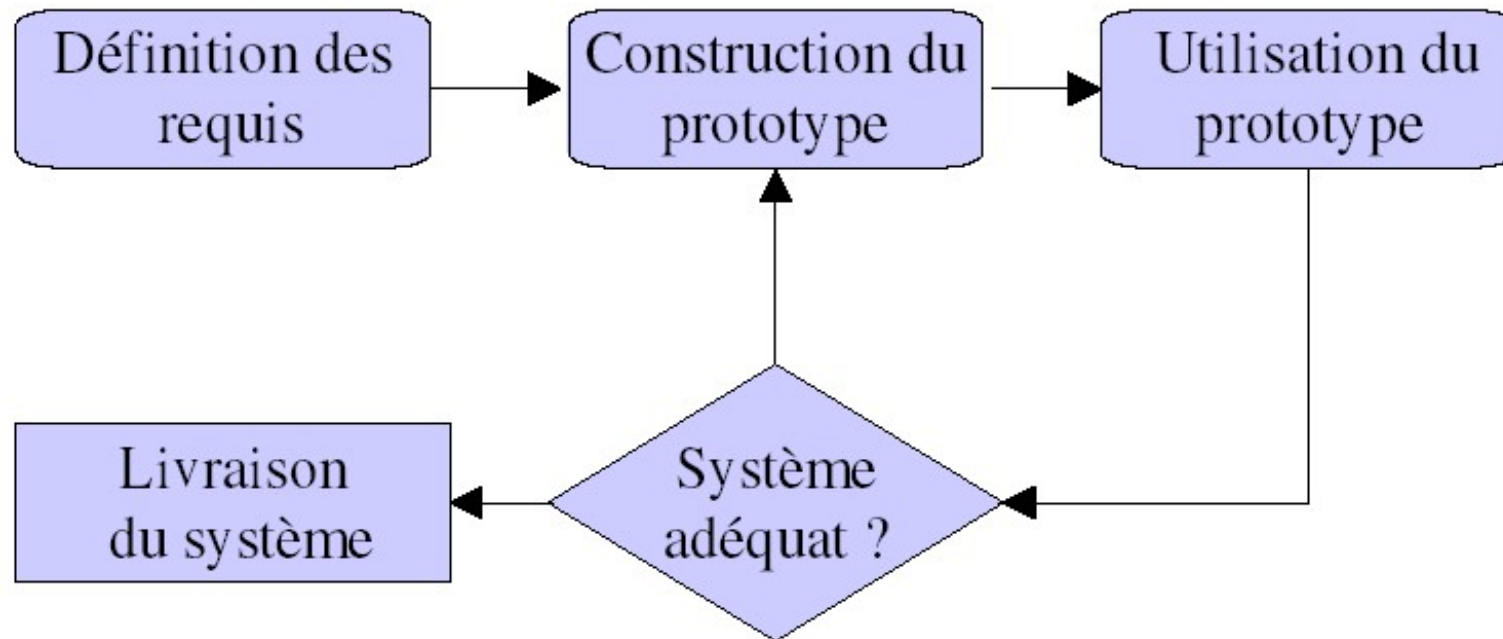 Définition des
requis
Construction du
prototype
Utilisation du
prototype
Livraison
du système
Système
adéquat ?